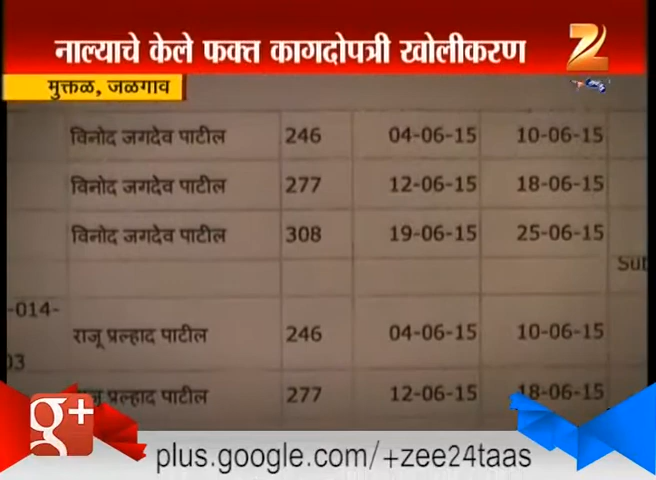 नाल्याचे केले फक्त कागदोपत्री खोलीकरण
मुक्तळ, जळगाव
विनोद जगदेव पाटील 246 04-06-15 10-06-15
विनोद जगदेव पाटील 277 12-06-15 18-06-15
विनोद जगदेव पाटील 308 19-06-15 25-06-15
-014-
राजू प्रल्हाद पाटील 246 04-06-15 10-06-15
प्रल्हाद पाटील 277 12-06-15 18-06-15
g+
plus.google.com/+zee24taas